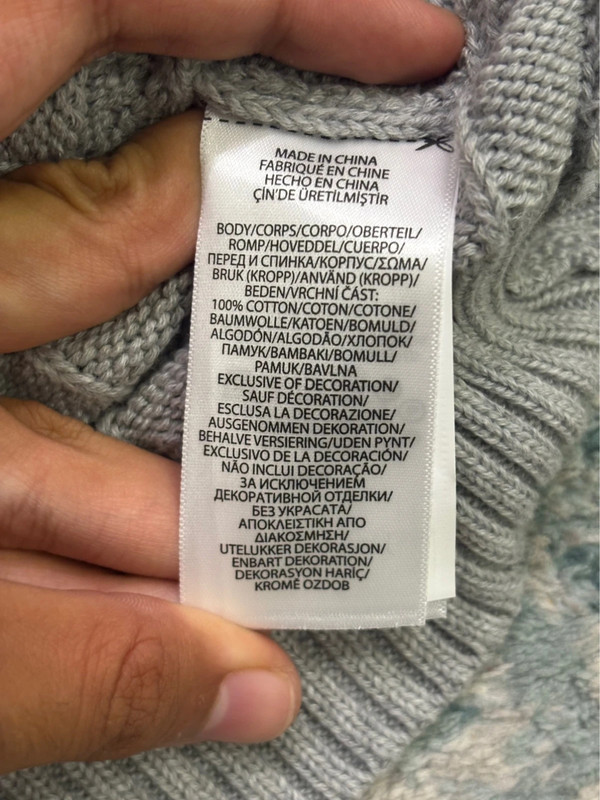 MADE IN CHINA
FABRIQUÉ EN CHINE
HECHO EN CHINA
ÇİN'DE ÜRETİLMİŞTİR
BODY/CORPS/CORPO/OBERTEIL/
ROMP/HOVEDDEL/CUERPO/
ПЕРЕД И СПИНКА/КОРПУС/ΣΩΜΑ/
BRUK (KROPP)/ANVÄND (KROPP)/
BEDEN/VRCHNÍ ČÁST:
100% COTTON/COTON/COTONE/
BAUMWOLLE/KATOEN/BOMULD/
ALGODÓN/ALGODÃO/ХЛОПОК/
ПАМУК/ΒΑΜΒΑΚΙ/BOMULL/
PAMUK/BAVLNA
EXCLUSIVE OF DECORATION/
SAUF DÉCORATION/
ESCLUSA LA DECORAZIONE/
AUSGENOMMEN DEKORATION/
BEHALVE VERSIERING/UDEN PYNT/
EXCLUSIVO DE LA DECORACIÓN/
NÃO INCLUI DECORAÇÃO/
ЗА ИСКЛЮЧЕНИЕМ
ДЕКОРАТИВНОЙ ОТДЕЛКИ/
БЕЗ УКРАСАТА/
ΑΠΟΚΛΕΙΣΤΙΚΗ ΑΠΟ
ΔΙΑΚΟΣΜΗΣΗ/
UTELUKKER DEKORASJON/
ENBART DEKORATION/
DEKORASYON HARİÇ/
KROMĚ OZDOB